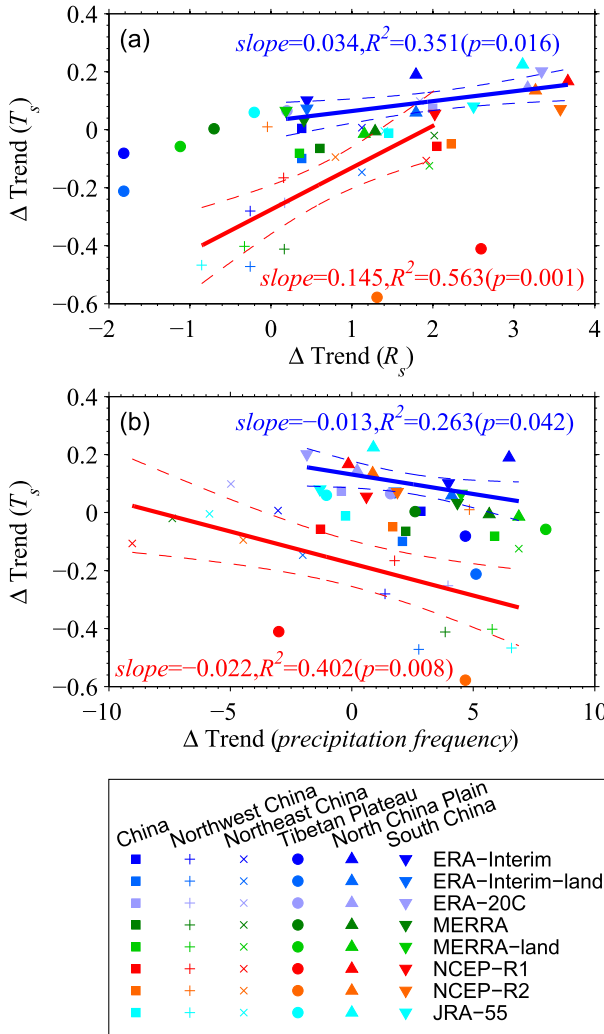 (a)
slope=0.034,R²=0.351(p=0.016)
0.4
0.2
0
−0.2
−0.4
−0.6
Δ Trend (Tₛ)
slope=0.145,R²=0.563(p=0.001)
−2 −1 0 1 2 3 4
Δ Trend (Rₛ)
(b)
slope=−0.013,R²=0.263(p=0.042)
0.4
0.2
0
−0.2
−0.4
−0.6
Δ Trend (Tₛ)
slope=−0.022,R²=0.402(p=0.008)
−10 −5 0 5 10
Δ Trend (precipitation frequency)
China Northwest China Northeast China Tibetan Plateau North China Plain South China
ERA−Interim
ERA−Interim−land
ERA−20C
MERRA
MERRA−land
NCEP−R1
NCEP−R2
JRA−55